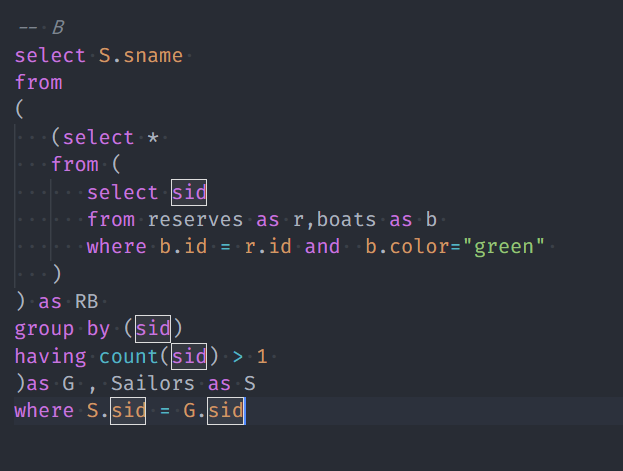 -- B
select S.sname
from
(
(select *
from (
select sid
from reserves as r,boats as b
where b.id = r.id and  b.color="green"
)
) as RB
group by (sid)
having count(sid) > 1
)as G , Sailors as S
where S.sid = G.sid